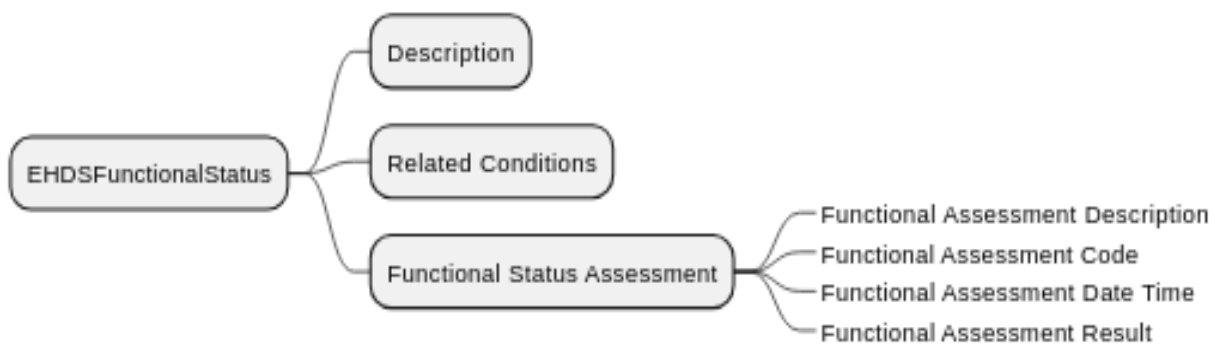 EHDSFunctionalStatus
Description
Related Conditions
Functional Status Assessment
Functional Assessment Description
Functional Assessment Code
Functional Assessment Date Time
Functional Assessment Result